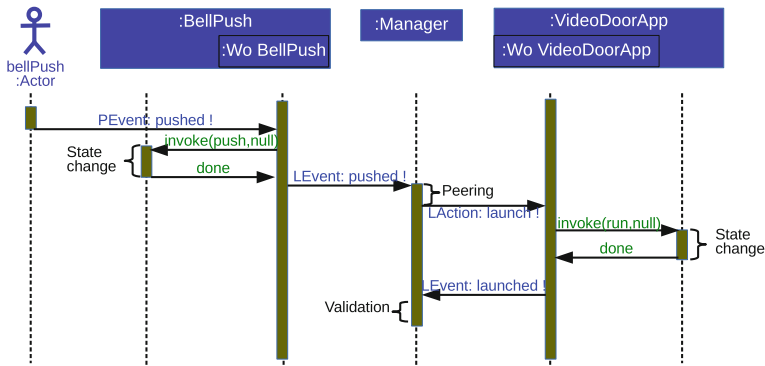 :BellPush
:Manager
:VideoDoorApp
:Wo BellPush
:Wo VideoDoorApp
bellPush
:Actor
PEvent: pushed !
invoke(push,null)
State
change
done
LEvent: pushed !
Peering
LAction: launch !
invoke(run,null)
State
change
done
LEvent: launched !
Validation